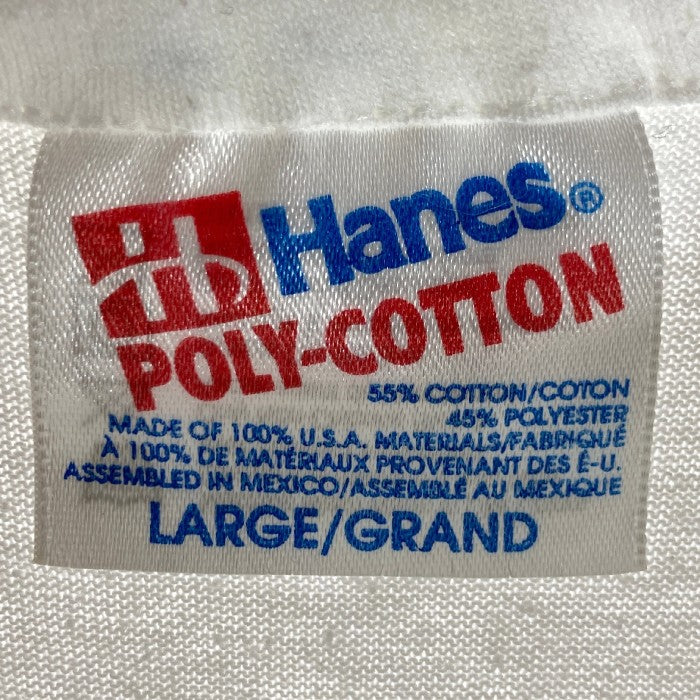 Hanes®
POLY-COTTON
55% COTTON/COTON
45% POLYESTER
MADE OF 100% U.S.A. MATERIALS/FABRIQUÉ
À 100% DE MATÉRIAUX PROVENANT DES É-U.
ASSEMBLED IN MEXICO/ASSEMBLÉ AU MEXIQUE
LARGE/GRAND